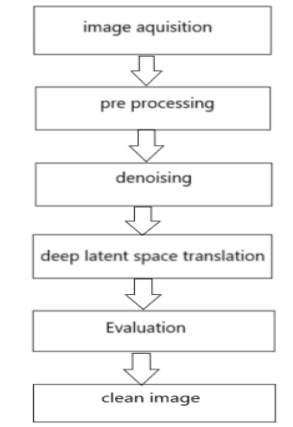 image aquisition
pre processing
denoising
deep latent space translation
Evaluation
clean image